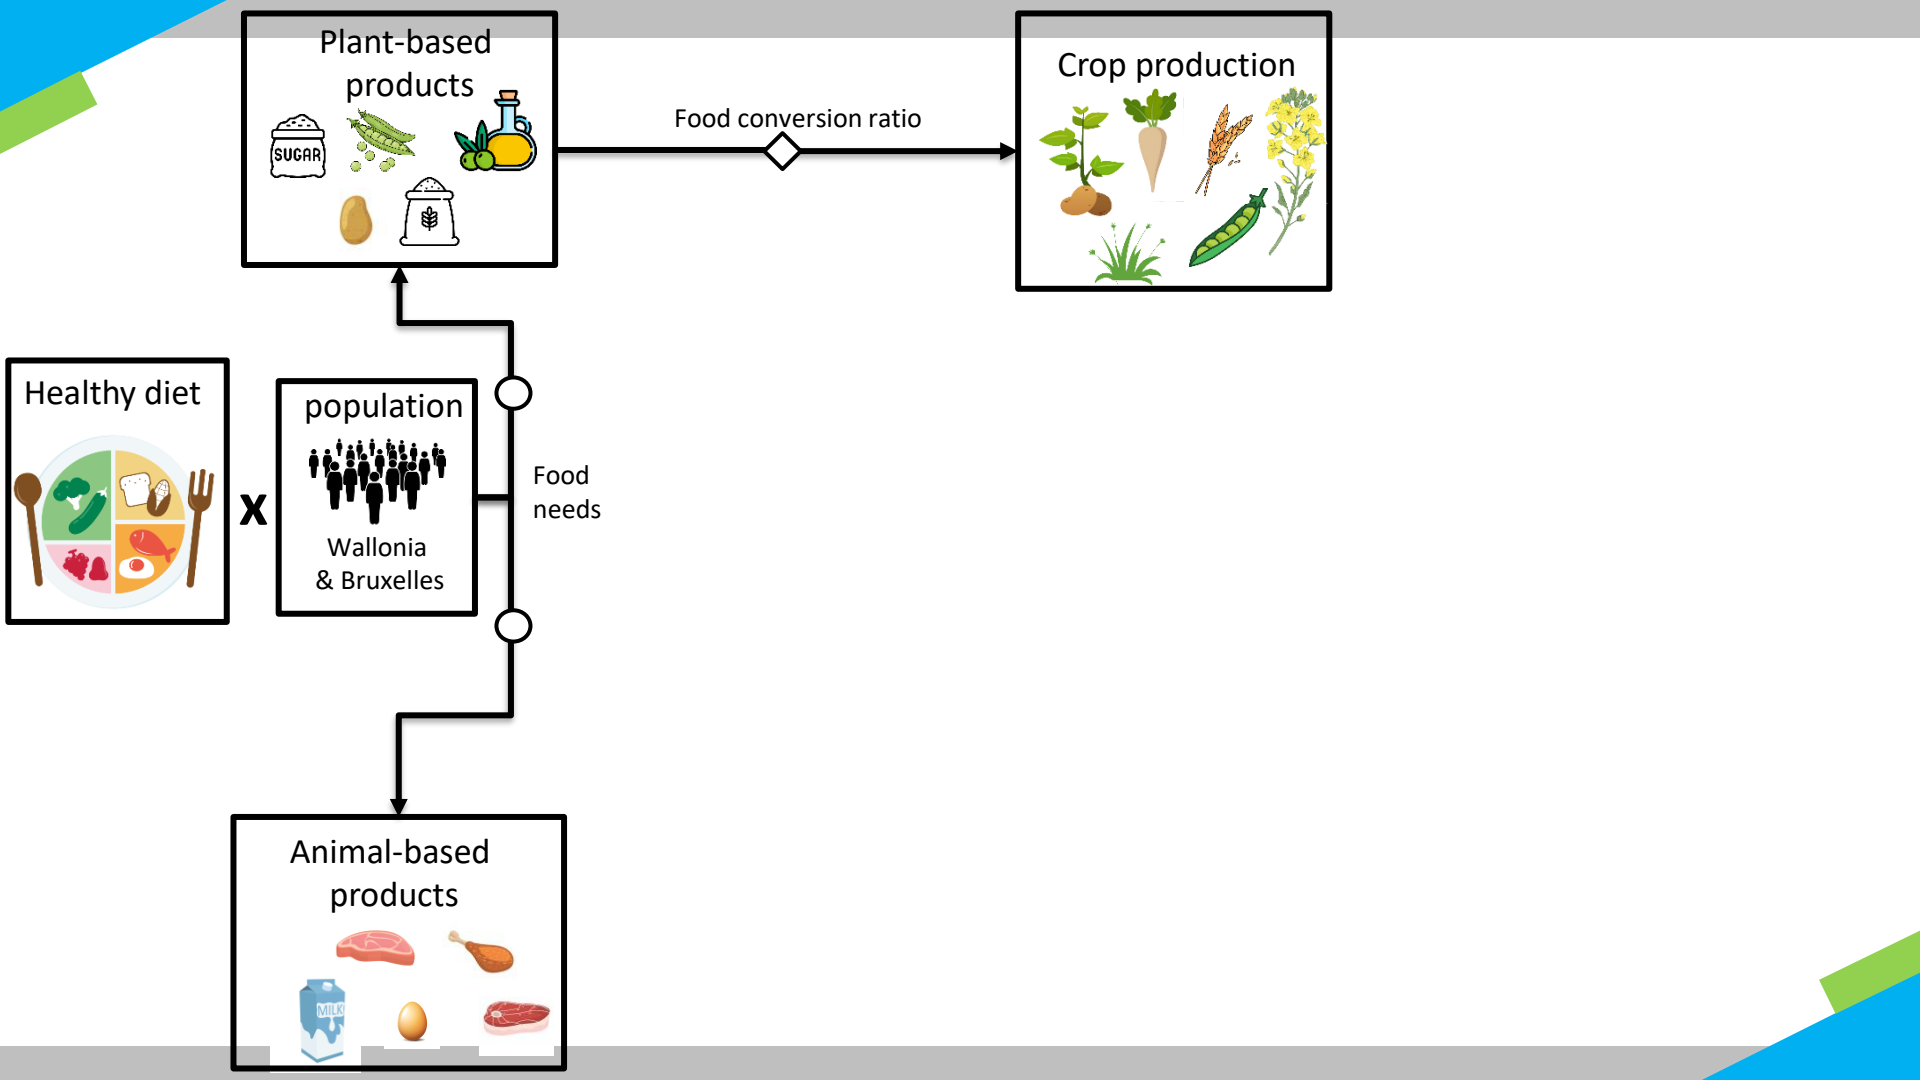 Plant-based
products
SUGAR
Food conversion ratio
Crop production
Healthy diet
x
population
Wallonia
& Bruxelles
Food
needs
Animal-based
products
MILK